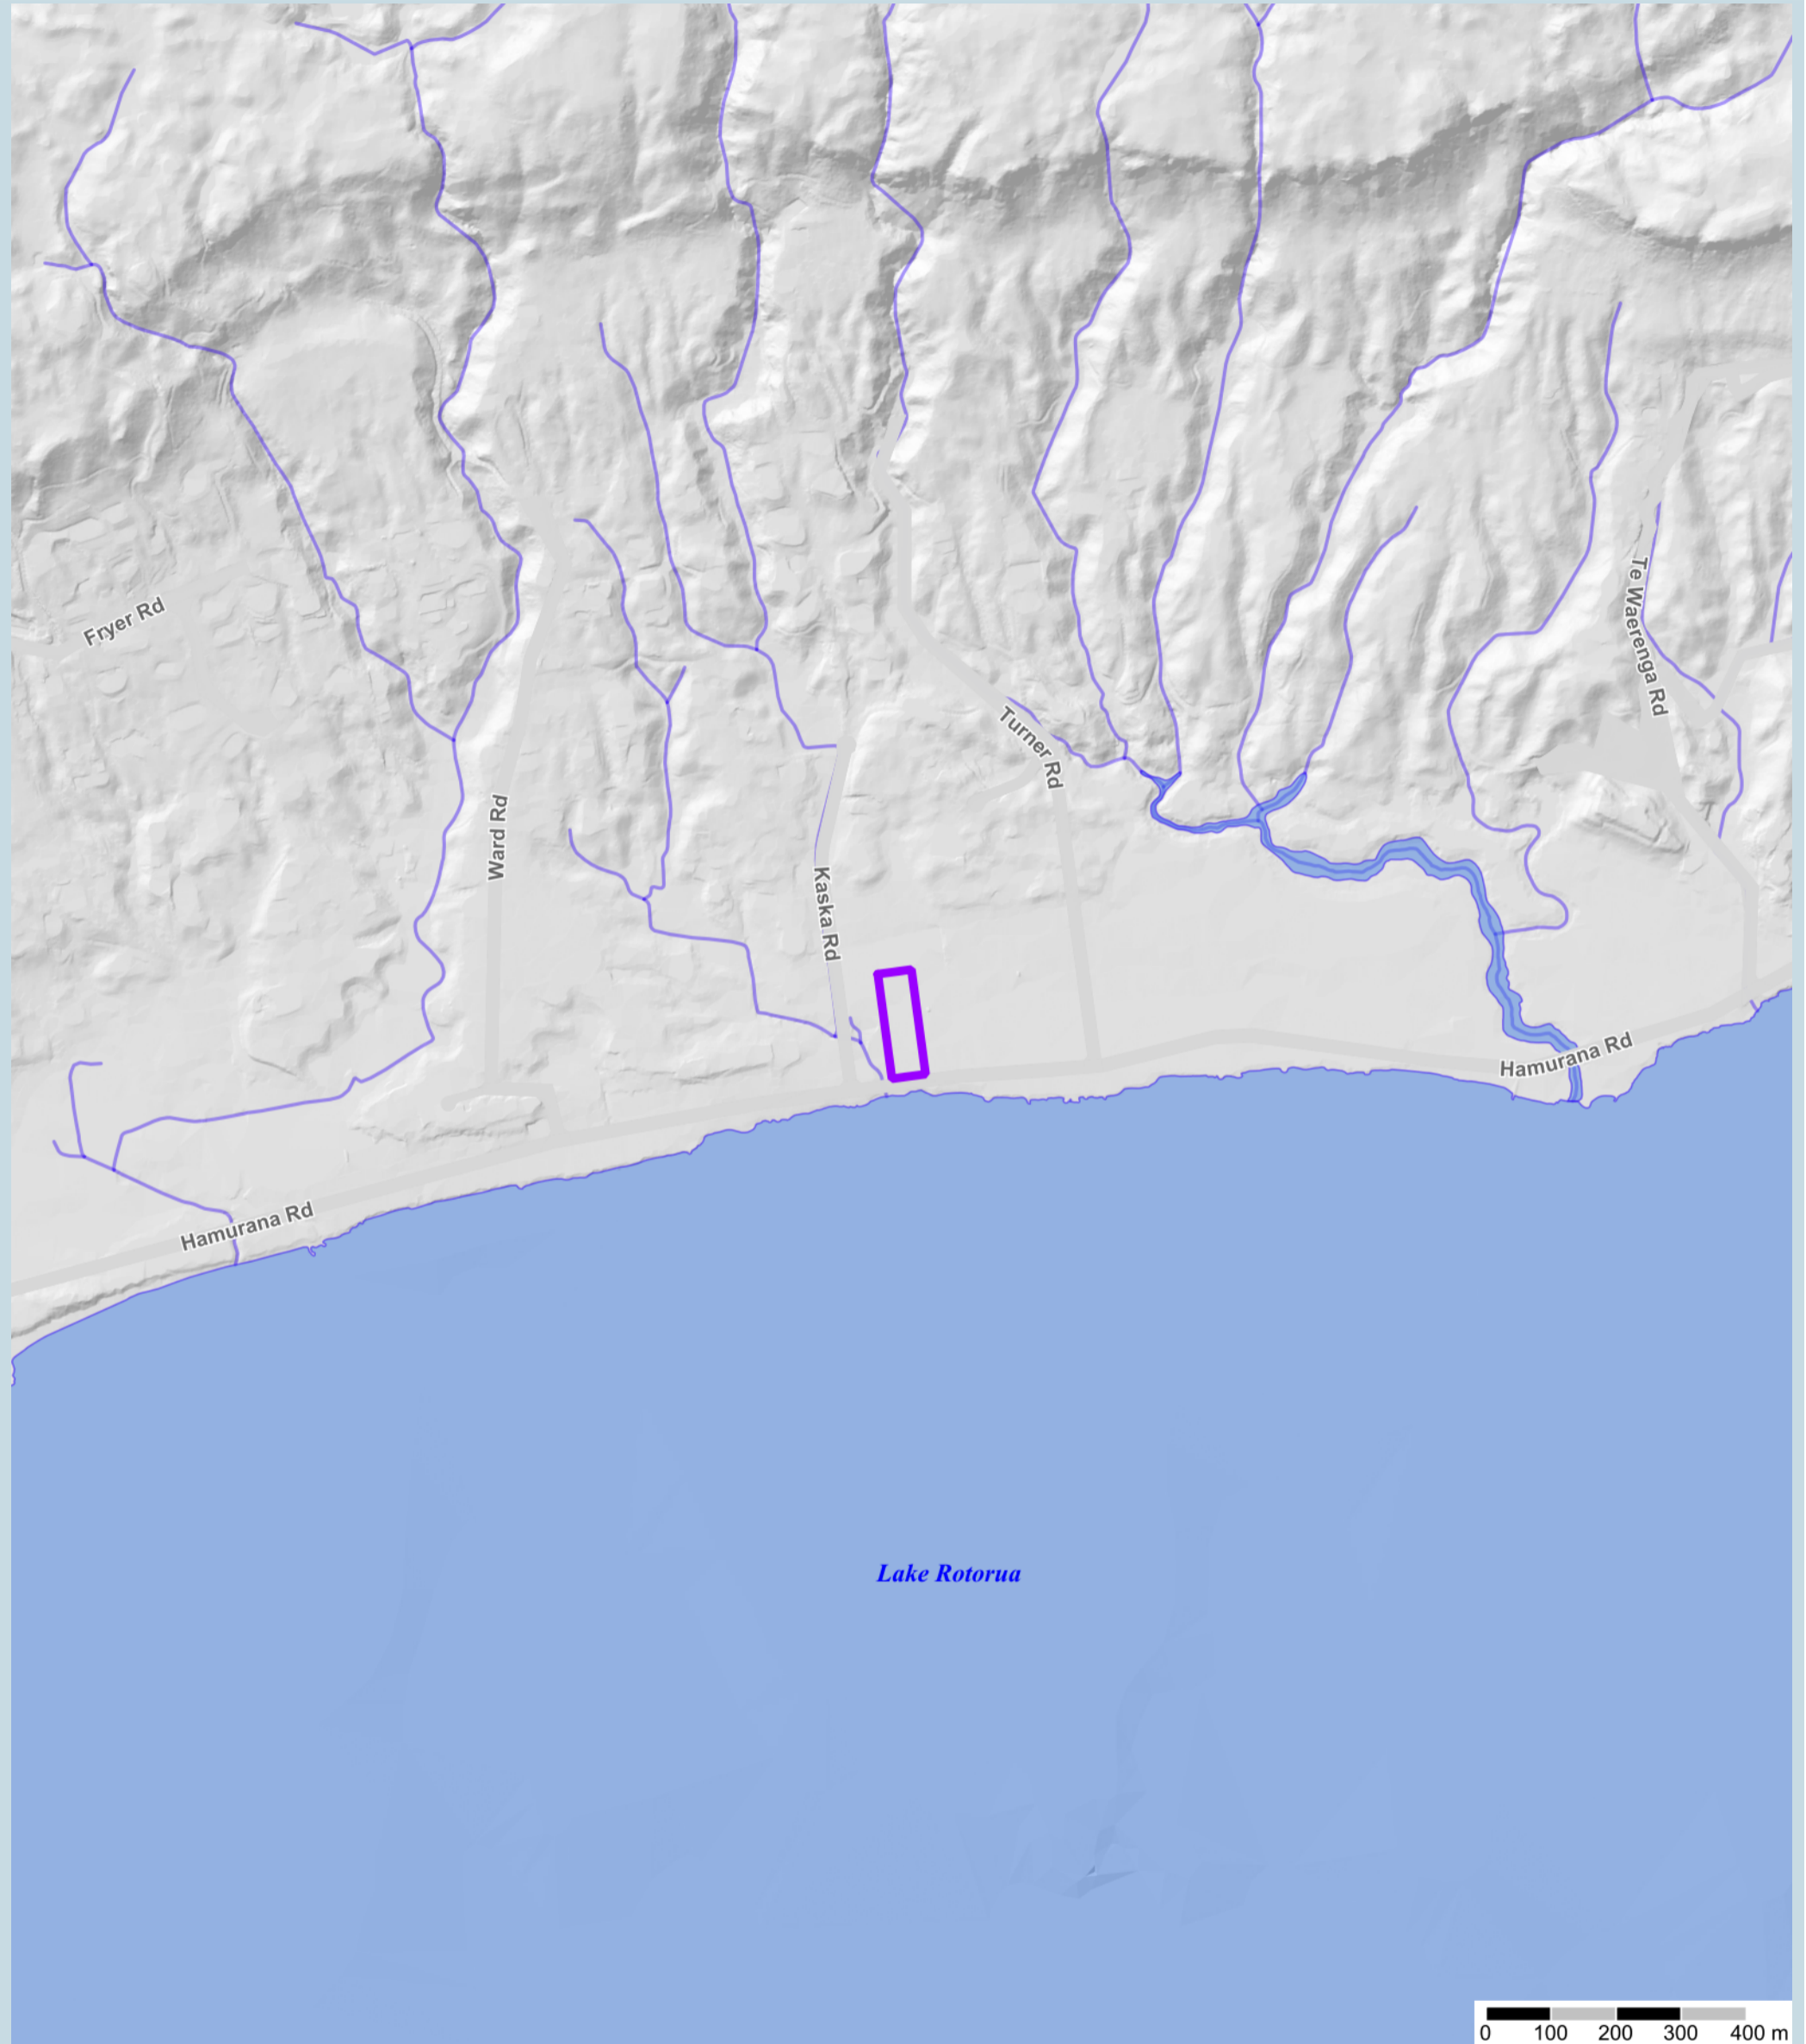 Fryer Rd
Te Waerenga Rd
Turner Rd
Ward Rd
Kaska Rd
Hamurana Rd
Hamurana Rd
Lake Rotorua
0 100 200 300 400 m